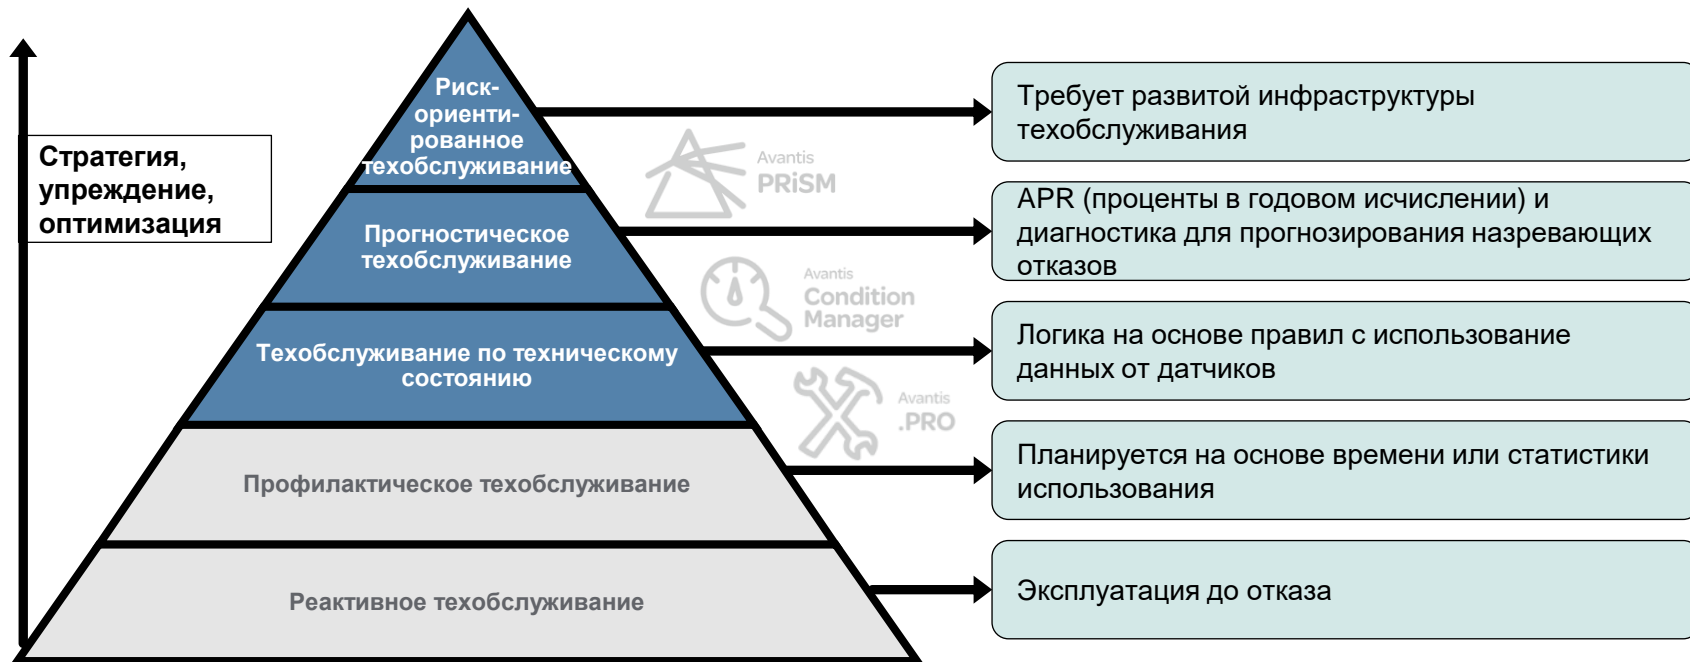 Риск-
ориенти-
рованное
техобслуживание
Требует развитой инфраструктуры
техобслуживания
Стратегия,
упреждение,
оптимизация
Avantis
PRiSM
Прогностическое
техобслуживание
APR (проценты в годовом исчислении) и
диагностика для прогнозирования назревающих
отказов
Avantis
Condition
Manager
Техобслуживание по техническому
состоянию
Логика на основе правил с использование
данных от датчиков
Avantis
.PRO
Профилактическое техобслуживание
Планируется на основе времени или статистики
использования
Реактивное техобслуживание
Эксплуатация до отказа